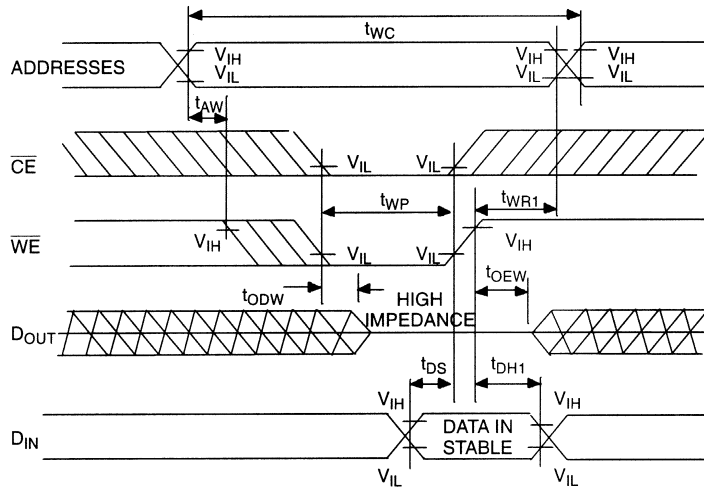 tWC
ADDRESSES
VIH VIH VIH
VIL VIL VIL
tAW
CE VIL VIL
tWP tWR1
WE VIH VIL VIL VIH
tODW HIGH tOEW
DOUT IMPEDANCE
tDS tDH1
VIH VIH
DIN DATA IN
STABLE
VIL VIL